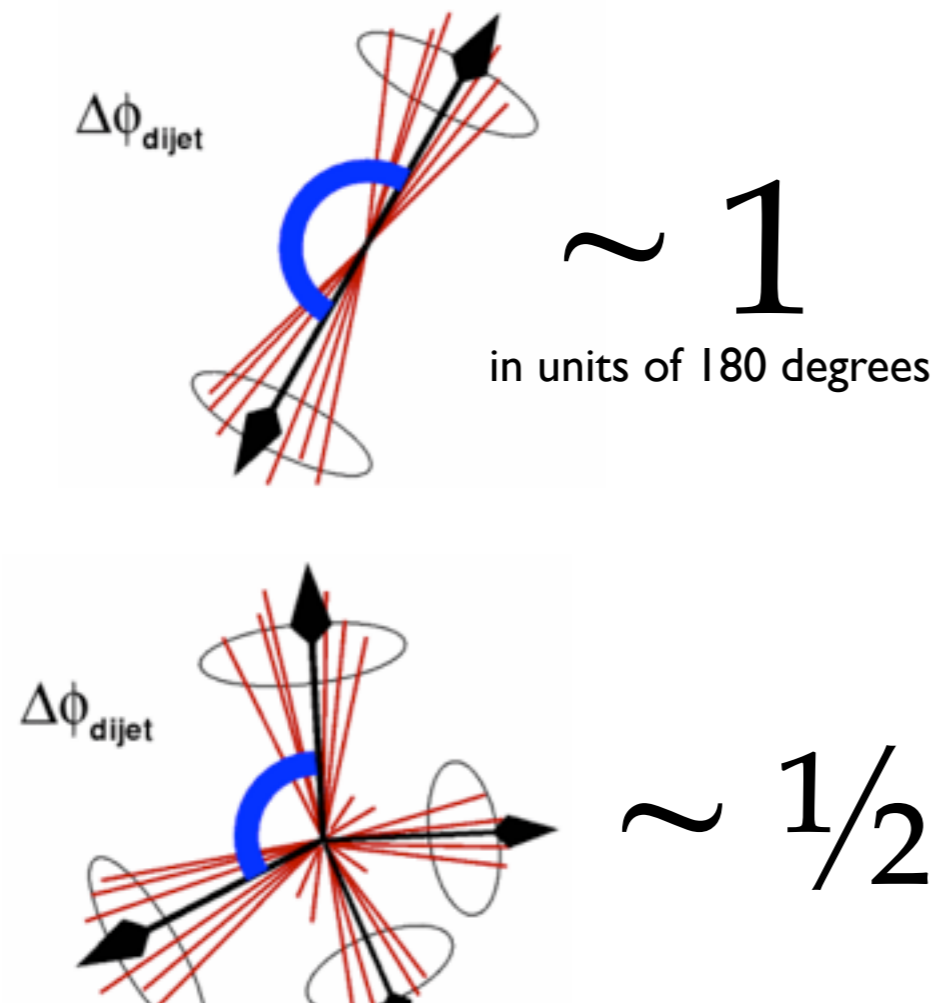 Δϕdijet
~ 1
in units of 180 degrees
Δϕdijet
~ ½